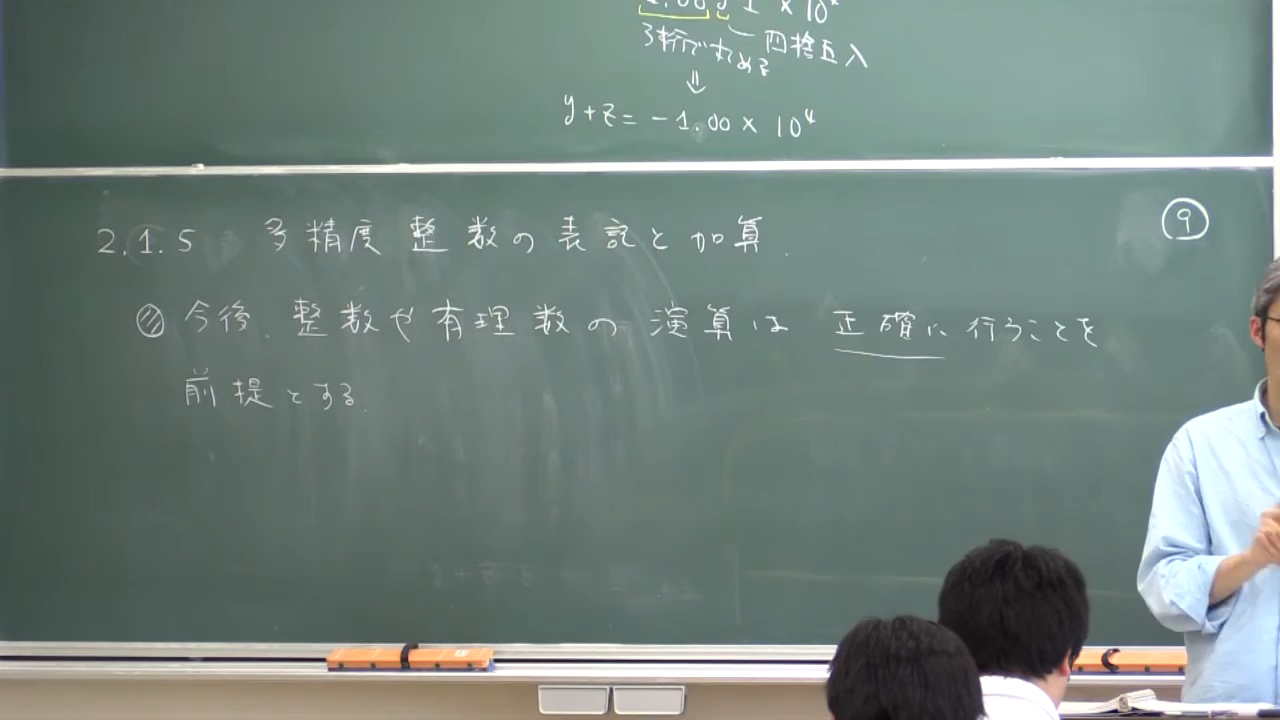 1 × 10
3桁で丸める 四捨五入
⇓
y+z = -1.00 × 10⁴
2.1.5 多精度整数の表記と加算.
⑨
今後、整数や有理数の演算は 正確に行うことを
前提とする.